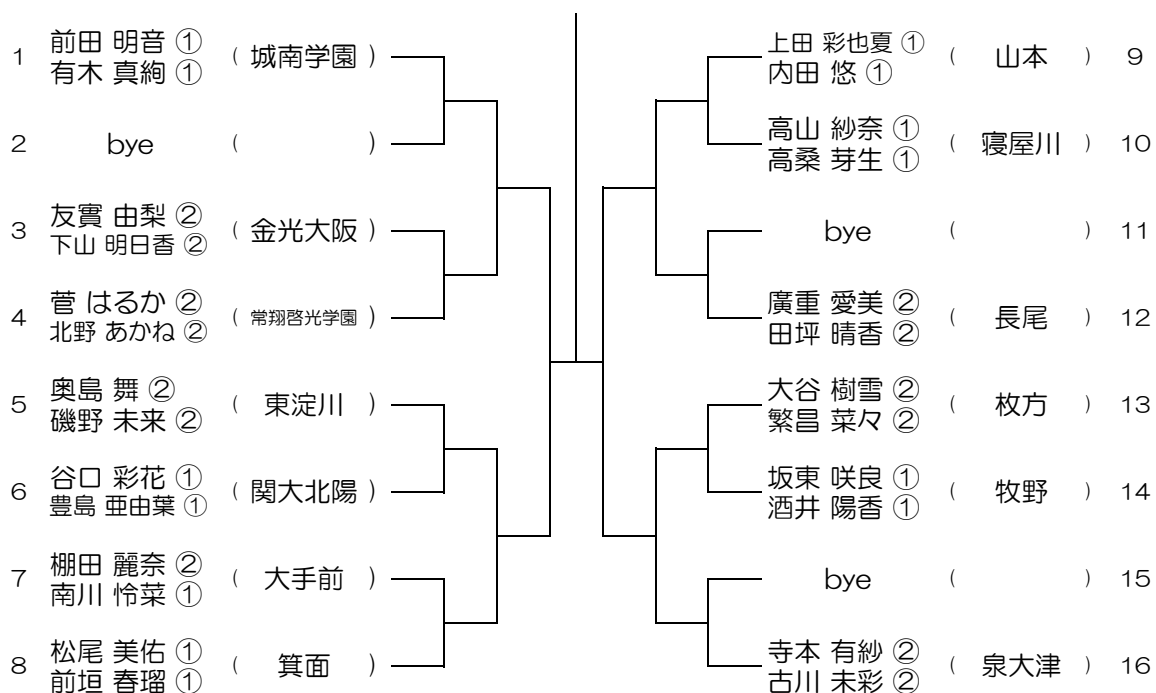 1 前田 明音 ① ( 城南学園 )
有木 真絢 ①
2 bye ( )
3 友實 由梨 ② ( 金光大阪 )
下山 明日香 ②
4 菅 はるか ② ( 常翔啓光学園 )
北野 あかね ②
5 奥島 舞 ② ( 東淀川 )
磯野 未来 ②
6 谷口 彩花 ① ( 関大北陽 )
豊島 亜由葉 ①
7 棚田 麗奈 ② ( 大手前 )
南川 怜菜 ①
8 松尾 美佑 ① ( 箕面 )
前垣 春瑠 ①
上田 彩也夏 ① ( 山本 ) 9
内田 悠 ①
高山 紗奈 ① ( 寝屋川 ) 10
高桑 芽生 ①
bye ( ) 11
廣重 愛美 ② ( 長尾 ) 12
田坪 晴香 ②
大谷 樹雪 ② ( 枚方 ) 13
繁昌 菜々 ②
坂東 咲良 ① ( 牧野 ) 14
酒井 陽香 ①
bye ( ) 15
寺本 有紗 ② ( 泉大津 ) 16
古川 未彩 ②